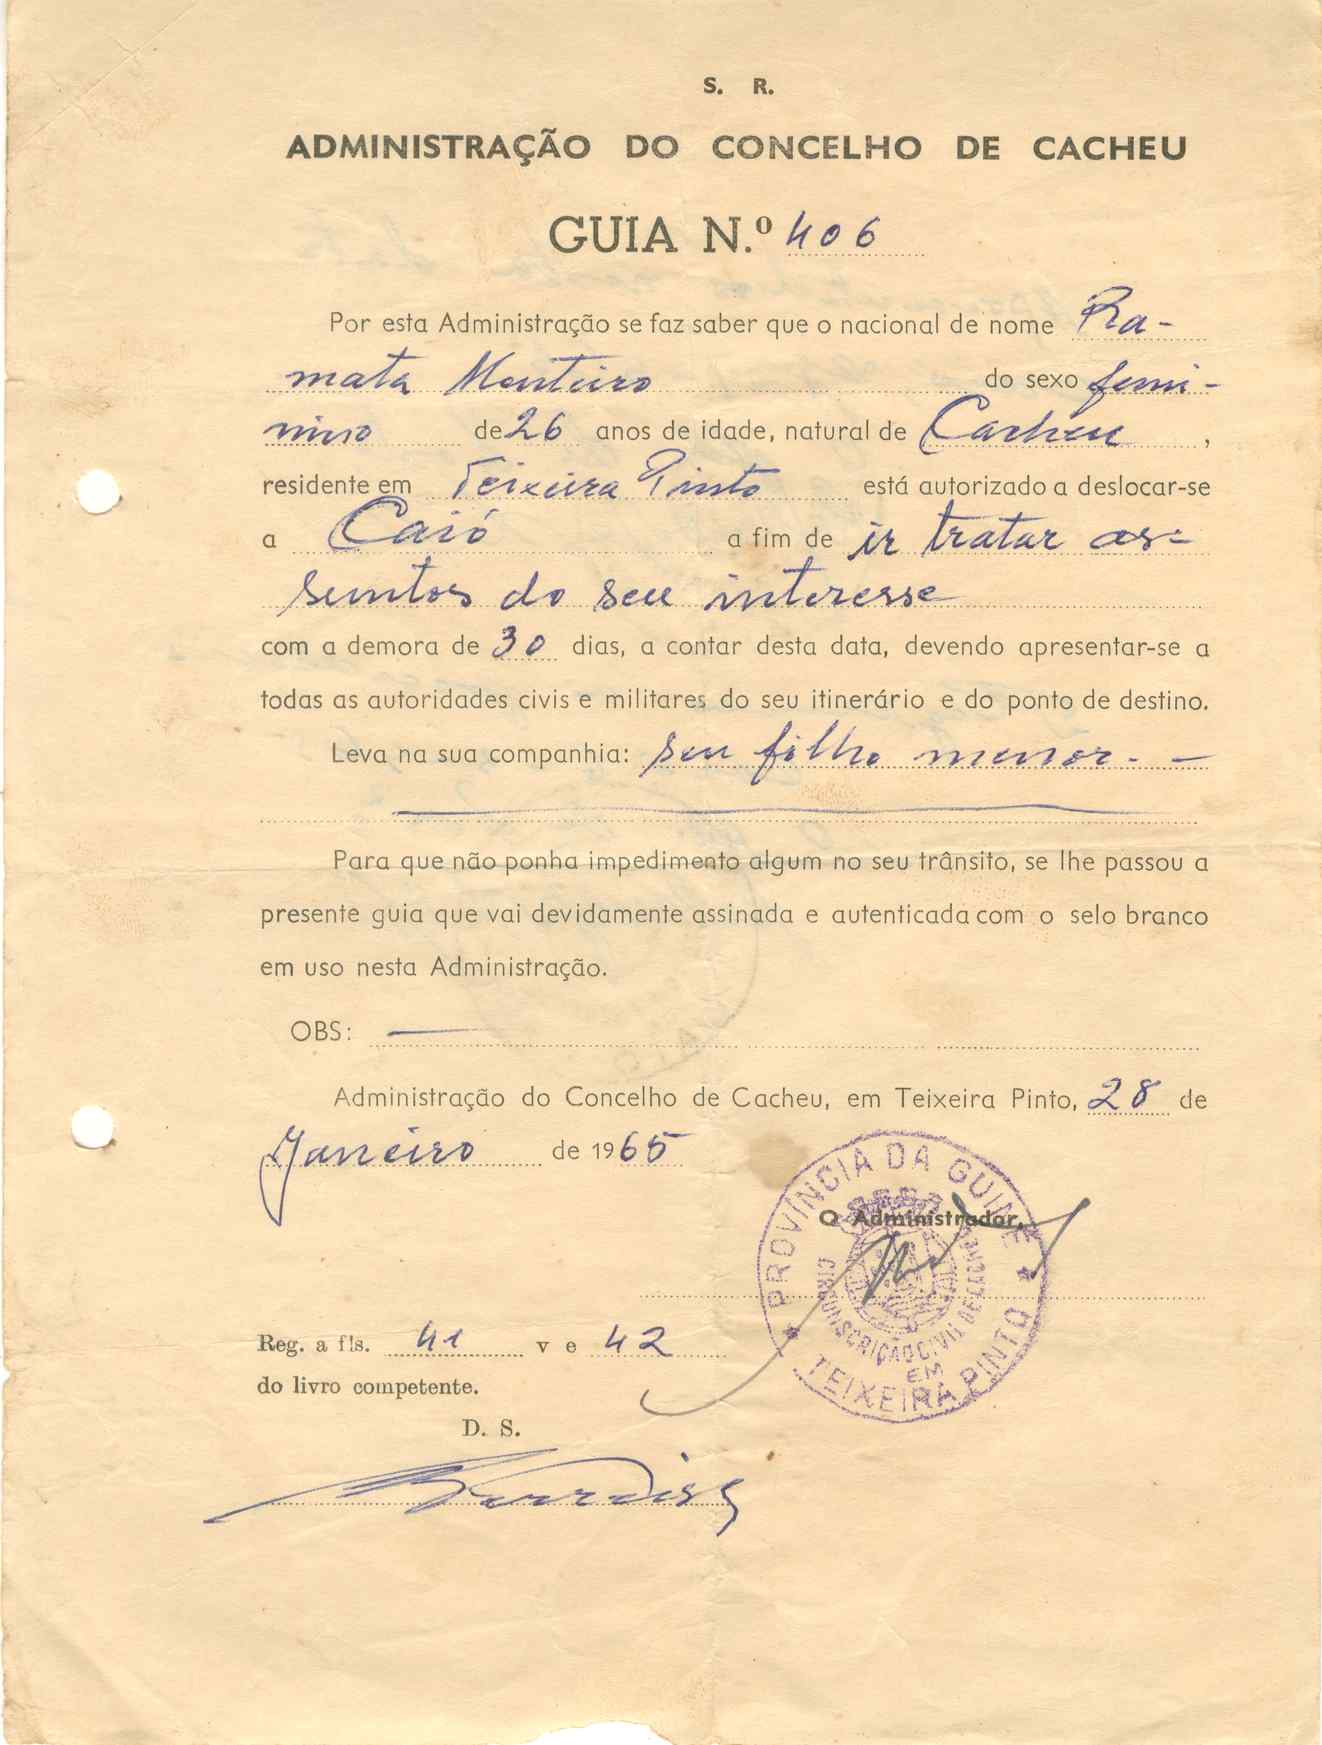 S. R.
ADMINISTRAÇÃO DO CONCELHO DE CACHEU
GUIA N.º 406
Por esta Administração se faz saber que o nacional de nome Ra-
mata Monteiro do sexo femi-
nino de 26 anos de idade, natural de Cacheu,
residente em Teixeira Pinto está autorizado a deslocar-se
a Caió a fim de ir tratar as-
suntos do seu interesse
com a demora de 30 dias, a contar desta data, devendo apresentar-se a
todas as autoridades civis e militares do seu itinerário e do ponto de destino.
Leva na sua companhia: seu filho menor. -
Para que não ponha impedimento algum no seu trânsito, se lhe passou a
presente guia que vai devidamente assinada e autenticada com o selo branco
em uso nesta Administração.
OBS:
Administração do Concelho de Cacheu, em Teixeira Pinto, 28 de
Janeiro de 1965
O Administrador,
PROVÍNCIA DA GUINÉ
CIRCUNSCRIÇÃO CIVIL DE CACHEU
EM
TEIXEIRA PINTO
Reg. a fls. 41 v e 42
do livro competente.
D. S.